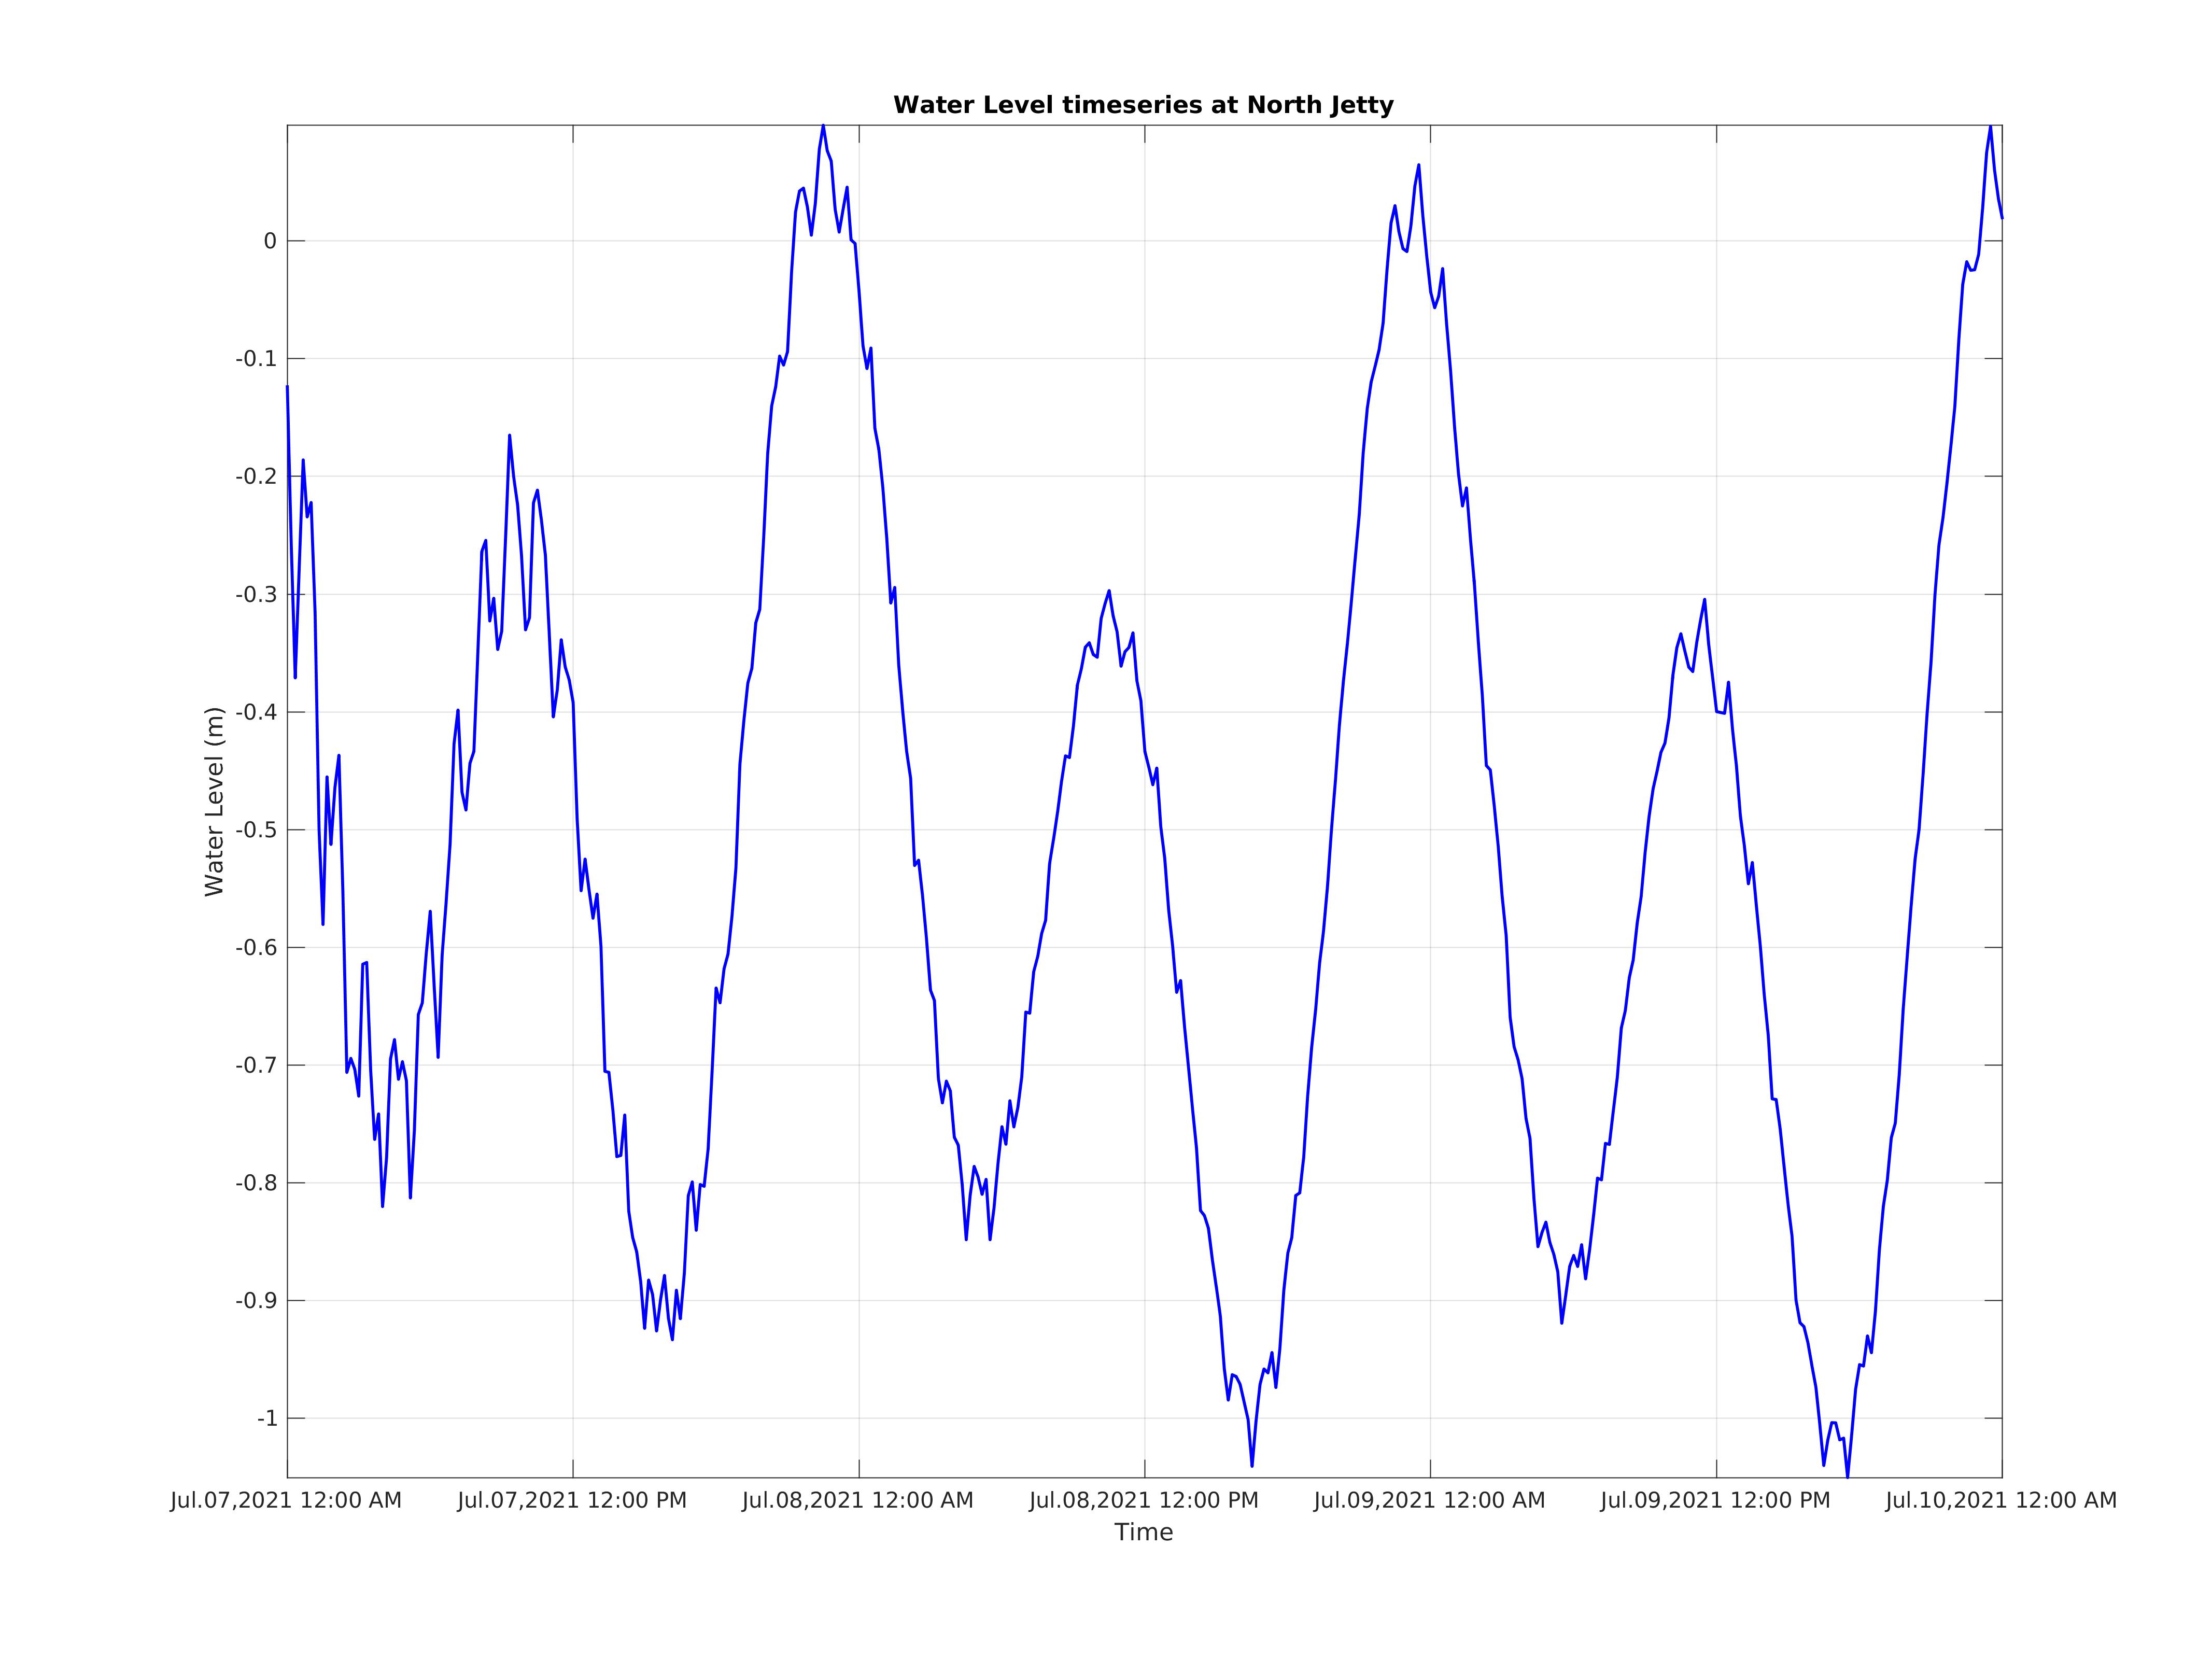 Water Level timeseries at North Jetty
Water Level (m)
0
-0.1
-0.2
-0.3
-0.4
-0.5
-0.6
-0.7
-0.8
-0.9
-1
Jul.07,2021 12:00 AM
Jul.07,2021 12:00 PM
Jul.08,2021 12:00 AM
Jul.08,2021 12:00 PM
Jul.09,2021 12:00 AM
Jul.09,2021 12:00 PM
Jul.10,2021 12:00 AM
Time